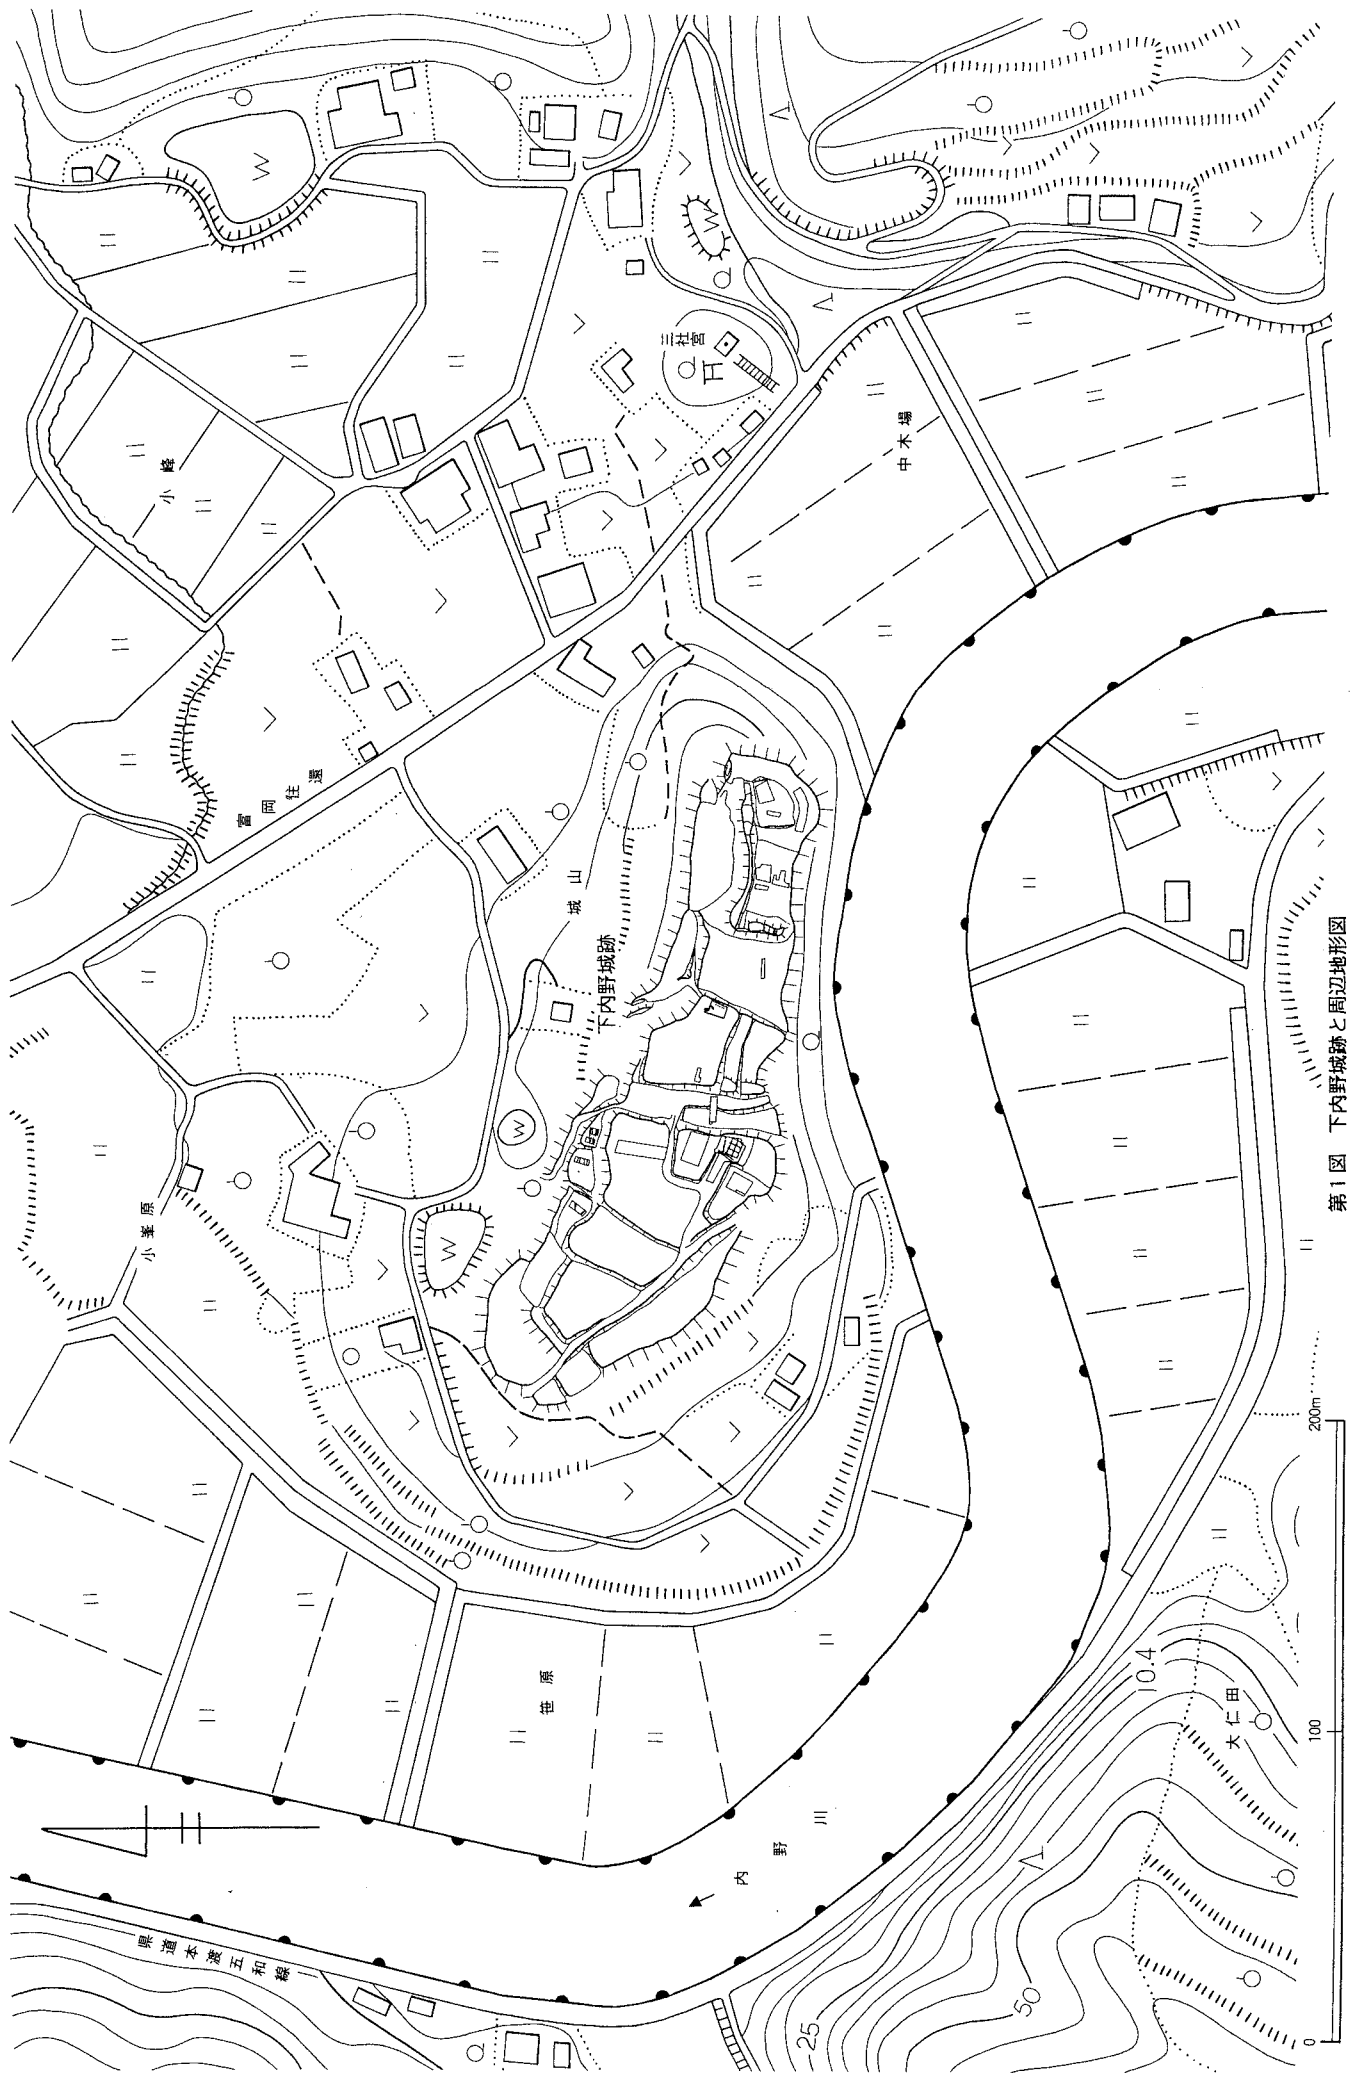 小峰
三社宮
中木場
富岡往還
城山
下内野城跡
小峯原
笹原
内野川
県道本渡五和線
大仁田
10.4
50
25
0 100 200m
第1図 下内野城跡と周辺地形図